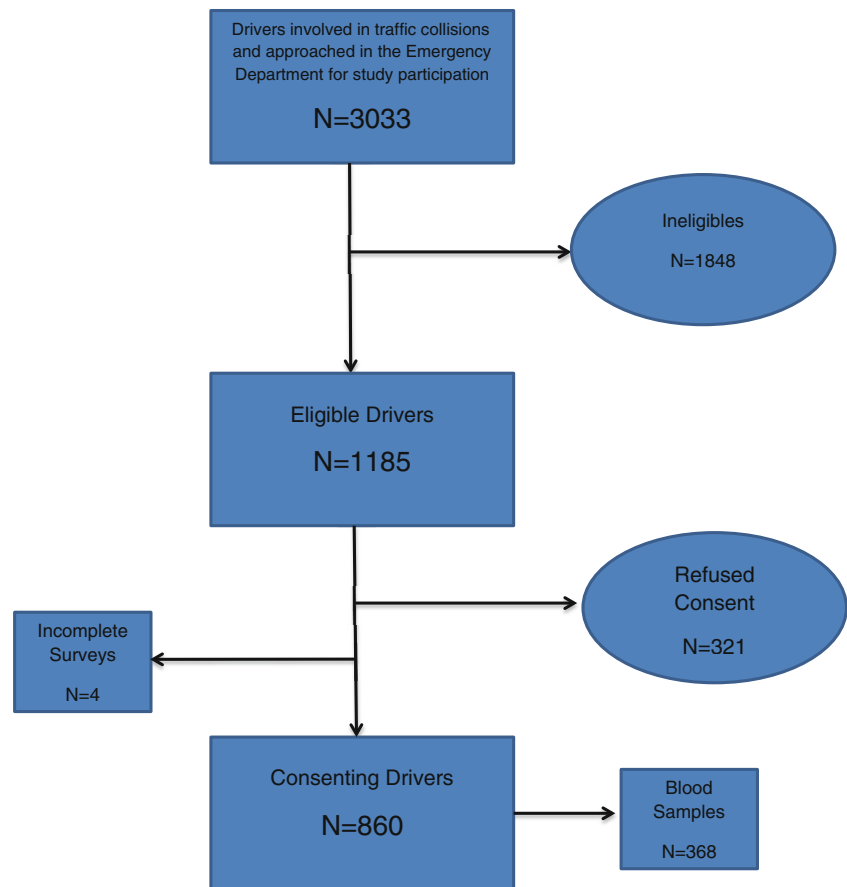 Drivers involved in traffic collisions
and approached in the Emergency
Department for study participation
N=3033
Ineligibles
N=1848
Eligible Drivers
N=1185
Refused
Consent
N=321
Incomplete
Surveys
N=4
Consenting Drivers
N=860
Blood
Samples
N=368